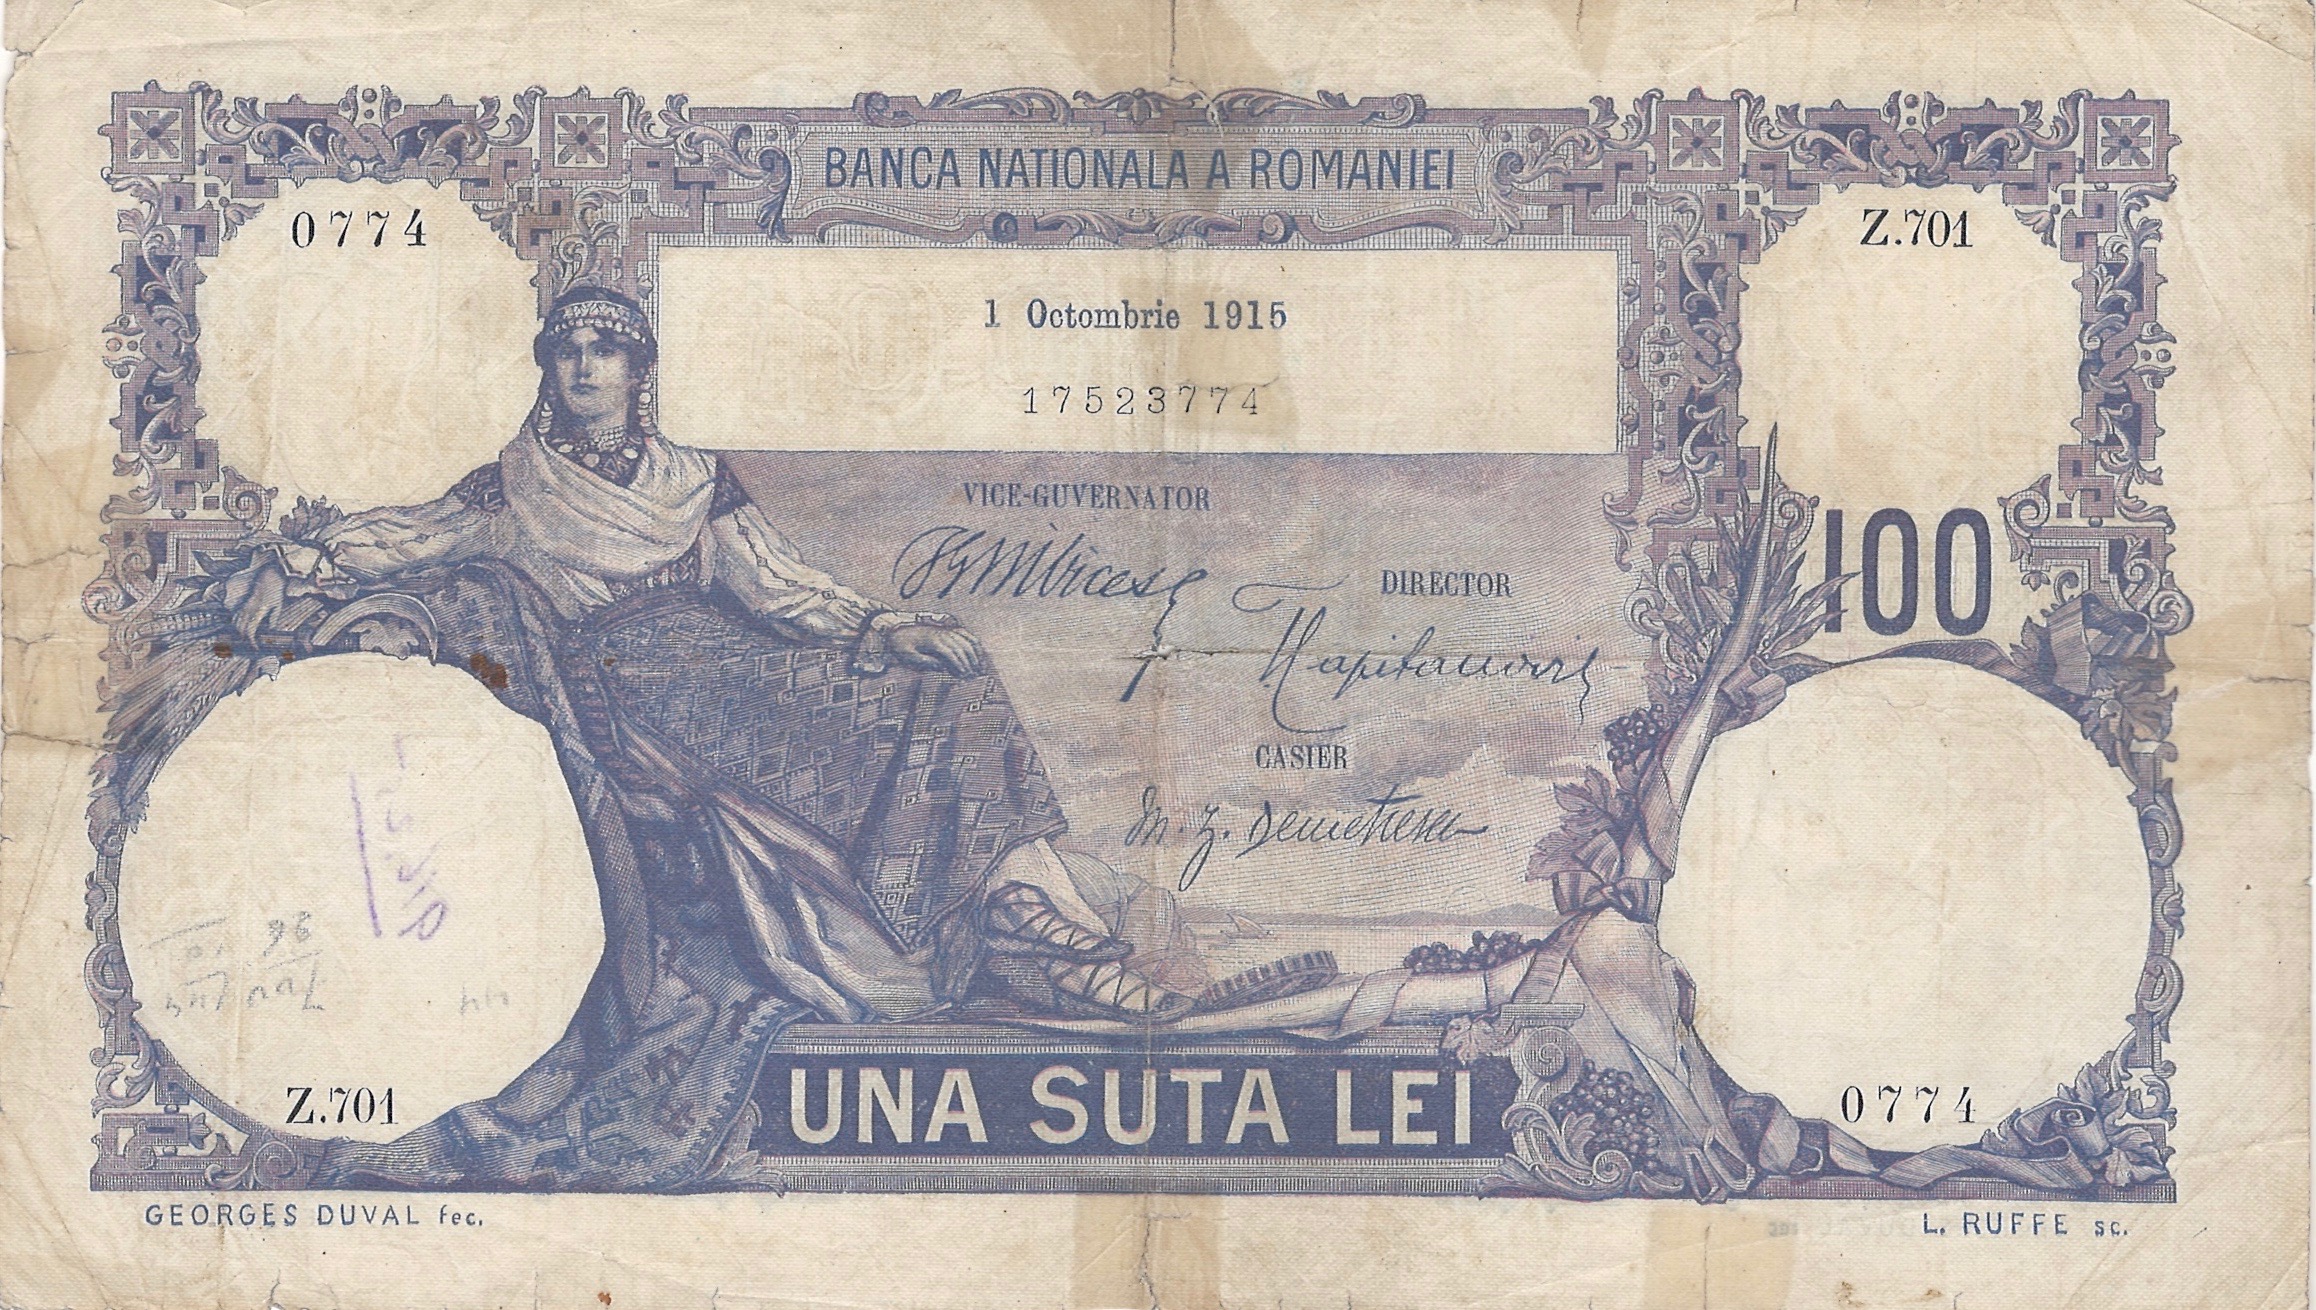 BANCA NATIONALA A ROMANIEI
0774
Z.701
1 Octombrie 1915
17523774
VICE-GUVERNATOR
100
DIRECTOR
CASIER
Z.701
UNA SUTA LEI
0774
GEORGES DUVAL fec.
L. RUFFE sc.